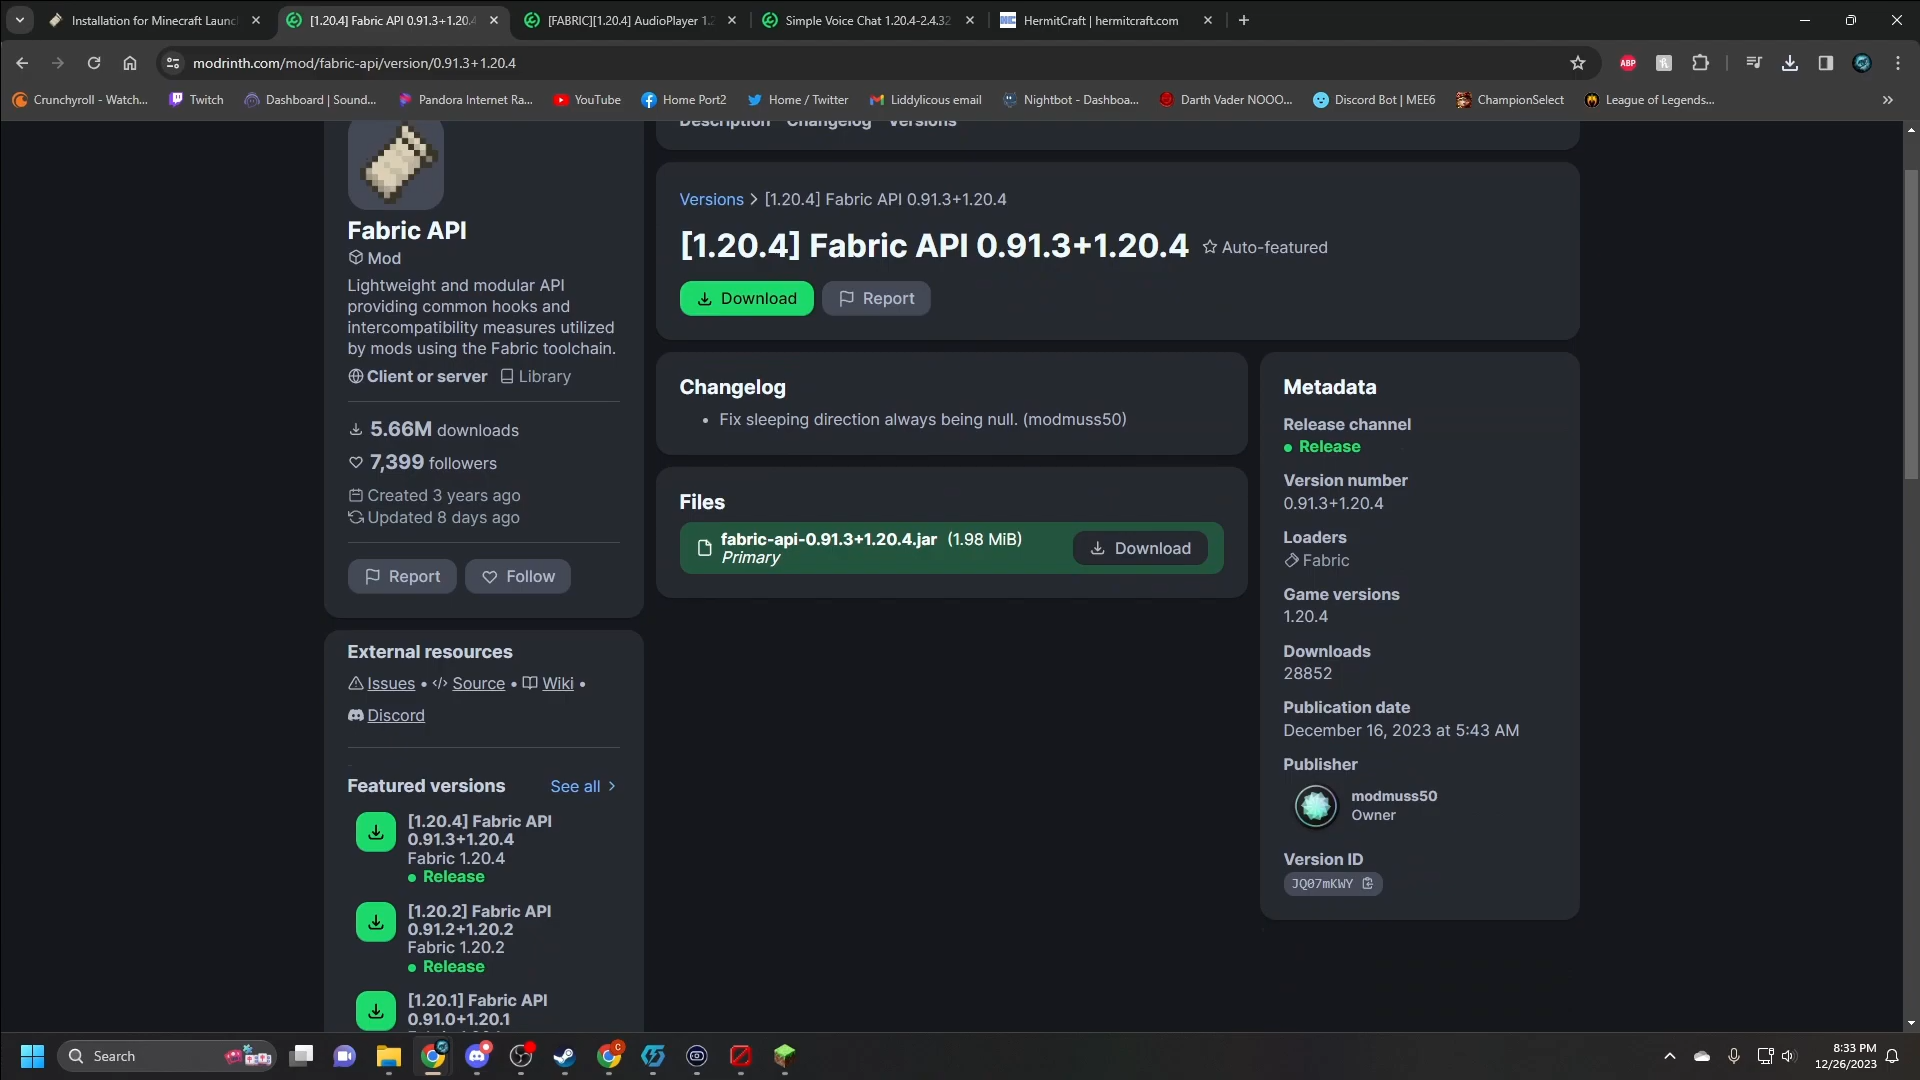 Installation for Minecraft Launc
[1.20.4] Fabric API 0.91.3+1.20.4
[FABRIC][1.20.4] AudioPlayer 1.
Simple Voice Chat 1.20.4-2.4.32
HermitCraft | hermitcraft.com
modrinth.com/mod/fabric-api/version/0.91.3+1.20.4
ABP
Crunchyroll - Watch...
Twitch
Dashboard | Sound...
Pandora Internet Ra...
YouTube
Home Port2
Home / Twitter
Liddylicous email
Nightbot - Dashboa...
Darth Vader NOOO...
Discord Bot | MEE6
ChampionSelect
League of Legends...
Description Changelog Versions
Fabric API
Mod
Lightweight and modular API
providing common hooks and
intercompatibility measures utilized
by mods using the Fabric toolchain.
Client or server Library
5.66M downloads
7,399 followers
Created 3 years ago
Updated 8 days ago
Report Follow
External resources
Issues • </> Source • Wiki •
Discord
Featured versions See all >
[1.20.4] Fabric API
0.91.3+1.20.4
Fabric 1.20.4
• Release
[1.20.2] Fabric API
0.91.2+1.20.2
Fabric 1.20.2
• Release
[1.20.1] Fabric API
0.91.0+1.20.1
Versions > [1.20.4] Fabric API 0.91.3+1.20.4
[1.20.4] Fabric API 0.91.3+1.20.4 Auto-featured
Download Report
Changelog
• Fix sleeping direction always being null. (modmuss50)
Files
fabric-api-0.91.3+1.20.4.jar (1.98 MiB)
Primary
Download
Metadata
Release channel
• Release
Version number
0.91.3+1.20.4
Loaders
Fabric
Game versions
1.20.4
Downloads
28852
Publication date
December 16, 2023 at 5:43 AM
Publisher
modmuss50
Owner
Version ID
JQ07mKWY
Search
8:33 PM
12/26/2023